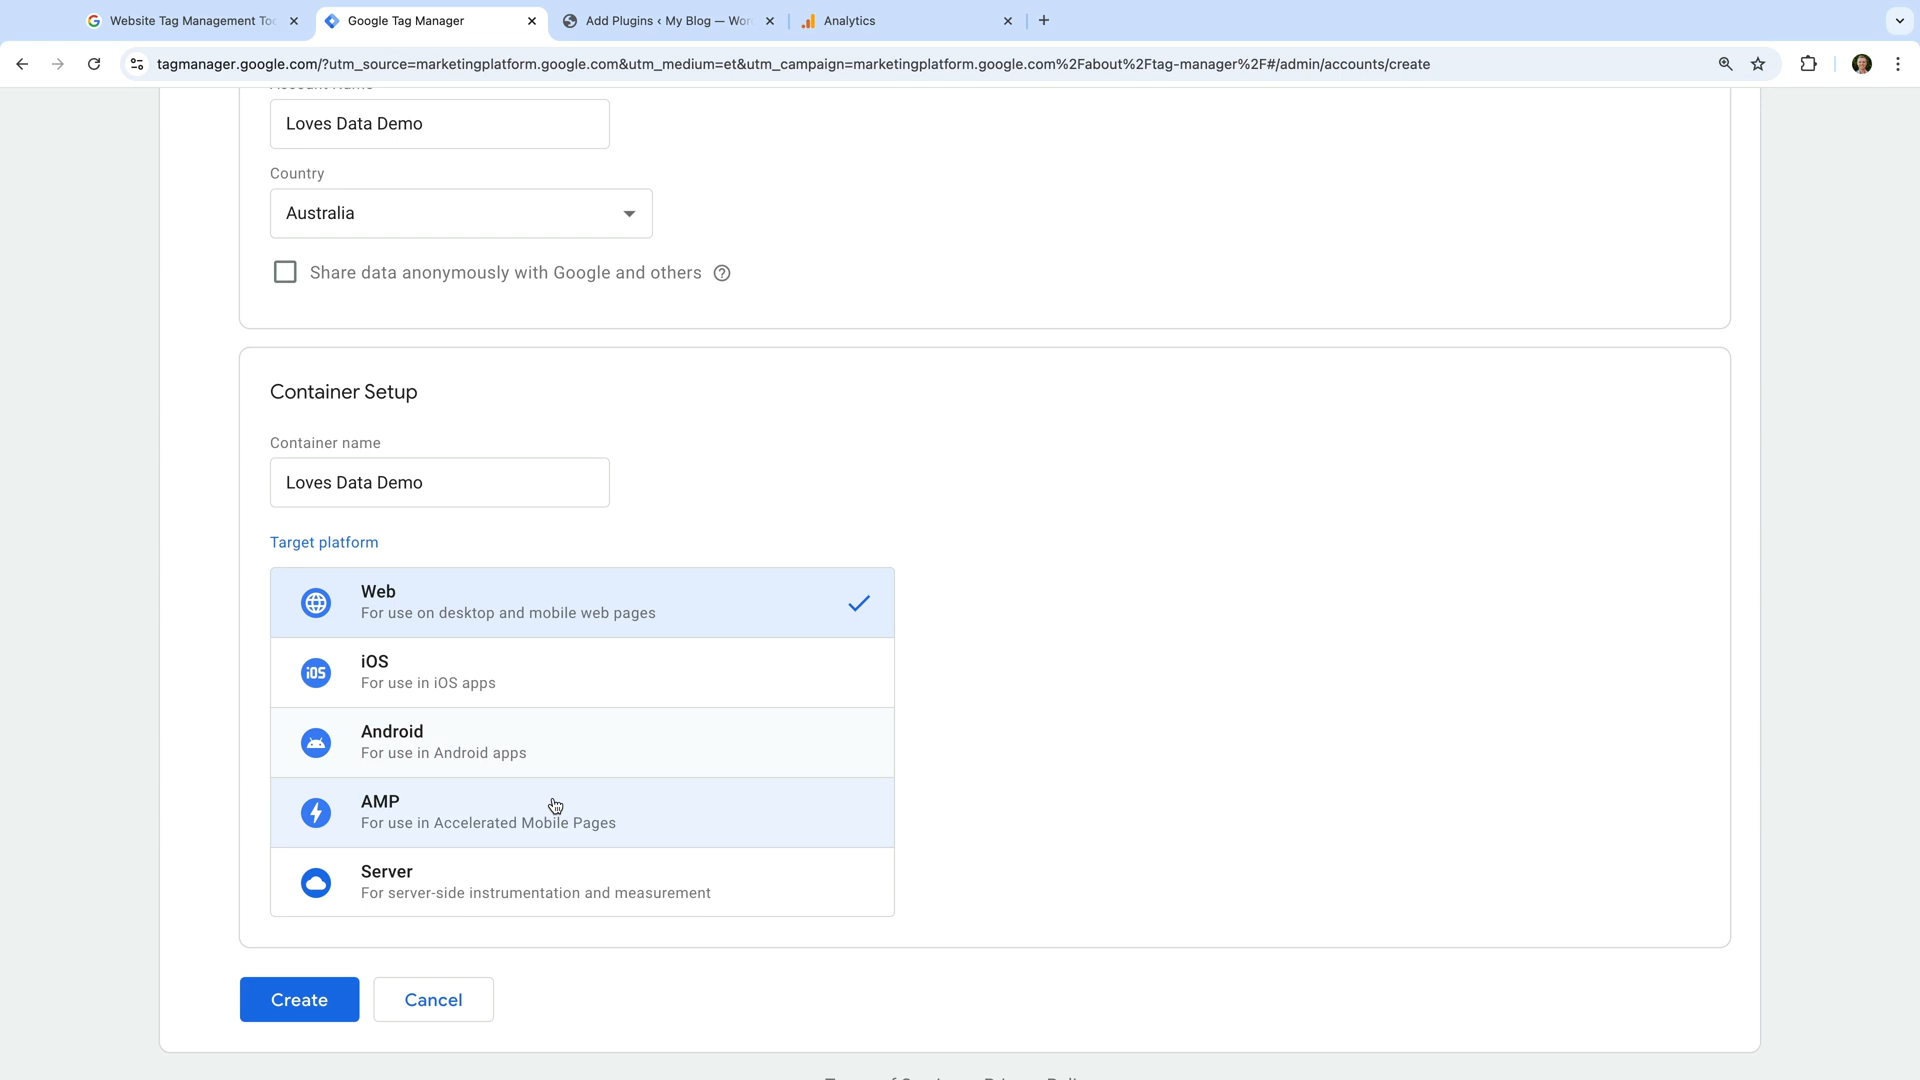 Website Tag Management Too
Google Tag Manager
Add Plugins ‹ My Blog — Wor
Analytics
tagmanager.google.com/?utm_source=marketingplatform.google.com&utm_medium=et&utm_campaign=marketingplatform.google.com%2Fabout%2Ftag-manager%2F#/admin/accounts/create
Loves Data Demo
Country
Australia
Share data anonymously with Google and others
Container Setup
Container name
Loves Data Demo
Target platform
Web
For use on desktop and mobile web pages
iOS
iOS
For use in iOS apps
Android
For use in Android apps
AMP
For use in Accelerated Mobile Pages
Server
For server-side instrumentation and measurement
Create
Cancel